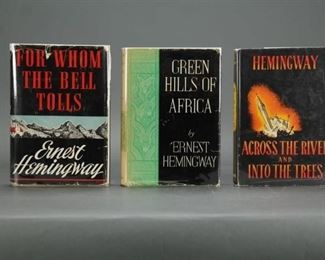 FOR WHOM
THE BELL
TOLLS
Ernest
Hemingway
GREEN
HILLS OF
AFRICA
by
ERNEST
HEMINGWAY
HEMINGWAY
ACROSS THE RIVER
AND
INTO THE TREES